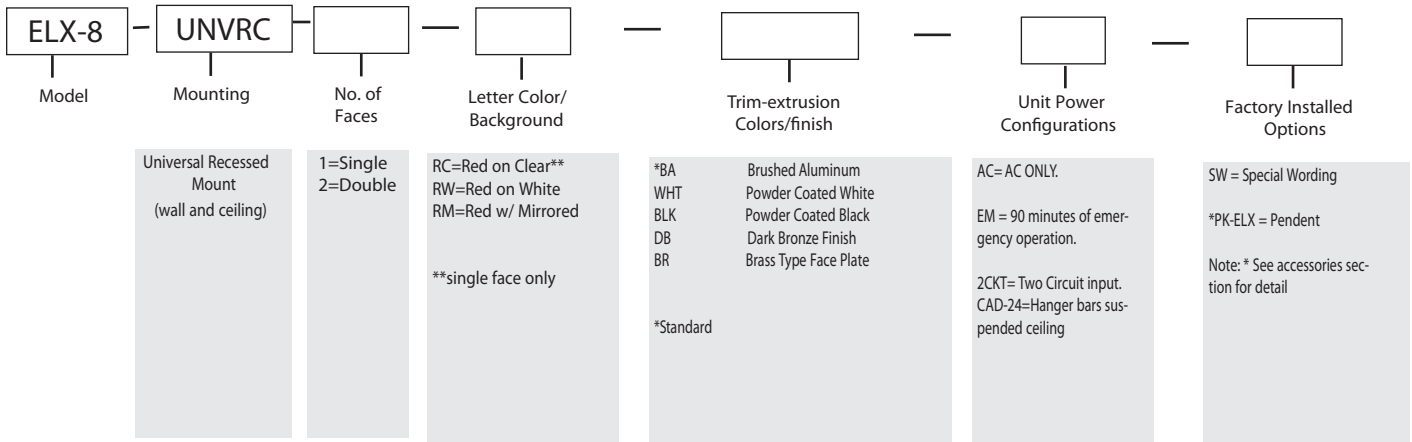 ELX-8 - UNVRC - — — — —
Model
Mounting
No. of
Faces
Letter Color/
Background
Trim-extrusion
Colors/finish
Unit Power
Configurations
Factory Installed
Options
Universal Recessed
Mount
(wall and ceiling)
1=Single
2=Double
RC=Red on Clear**
RW=Red on White
RM=Red w/ Mirrored
**single face only
*BA Brushed Aluminum
WHT Powder Coated White
BLK Powder Coated Black
DB Dark Bronze Finish
BR Brass Type Face Plate
*Standard
AC= AC ONLY.
EM = 90 minutes of emer-
gency operation.
2CKT= Two Circuit input.
CAD-24=Hanger bars sus-
pended ceiling
SW = Special Wording
*PK-ELX = Pendent
Note: * See accessories sec-
tion for detail